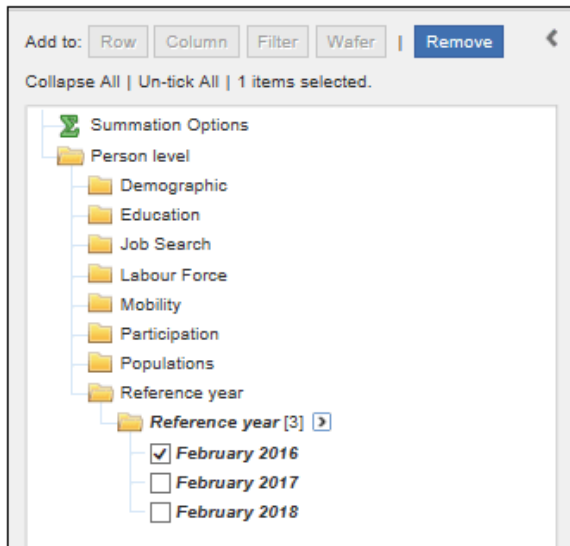 Add to: Row Column Filter Wafer | Remove
Collapse All | Un-tick All | 1 items selected.
Summation Options
Person level
Demographic
Education
Job Search
Labour Force
Mobility
Participation
Populations
Reference year
Reference year [3]
February 2016
February 2017
February 2018